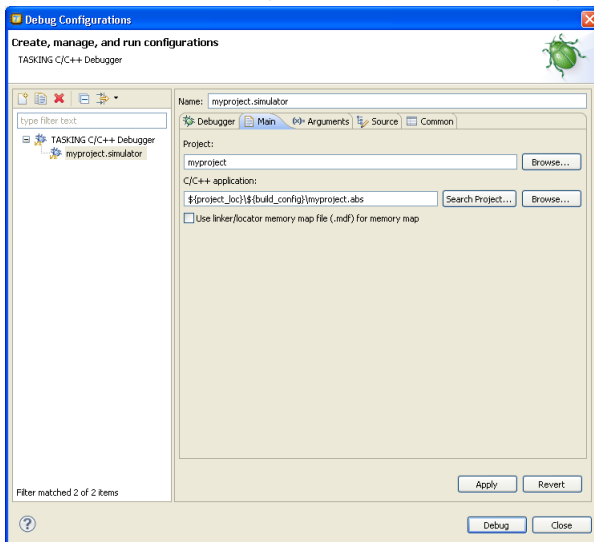 Debug Configurations
Create, manage, and run configurations
TASKING C/C++ Debugger
type filter text
TASKING C/C++ Debugger
myproject.simulator
Filter matched 2 of 2 items
Name: myproject.simulator
Debugger Main (x)= Arguments Source Common
Project:
myproject Browse...
C/C++ application:
${project_loc}\${build_config}\myproject.abs Search Project... Browse...
Use linker/locator memory map file (.mdf) for memory map
Apply Revert
? Debug Close